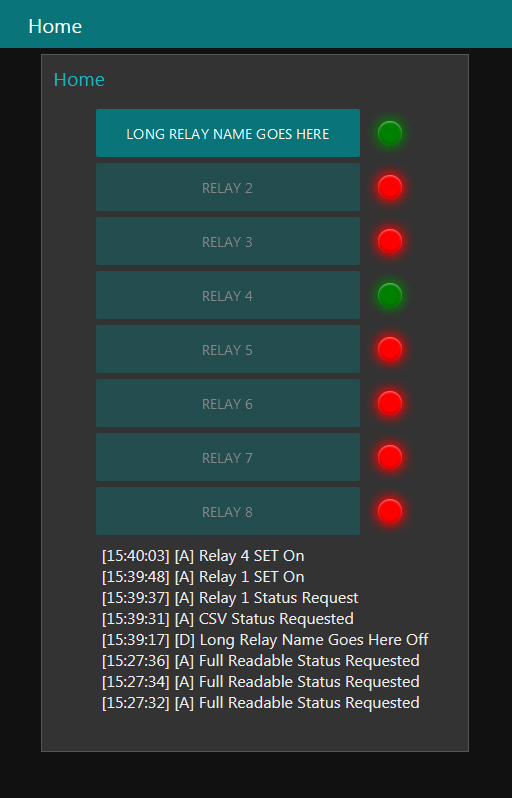 Home
Home
LONG RELAY NAME GOES HERE
RELAY 2
RELAY 3
RELAY 4
RELAY 5
RELAY 6
RELAY 7
RELAY 8
[15:40:03] [A] Relay 4 SET On
[15:39:48] [A] Relay 1 SET On
[15:39:37] [A] Relay 1 Status Request
[15:39:31] [A] CSV Status Requested
[15:39:17] [D] Long Relay Name Goes Here Off
[15:27:36] [A] Full Readable Status Requested
[15:27:34] [A] Full Readable Status Requested
[15:27:32] [A] Full Readable Status Requested